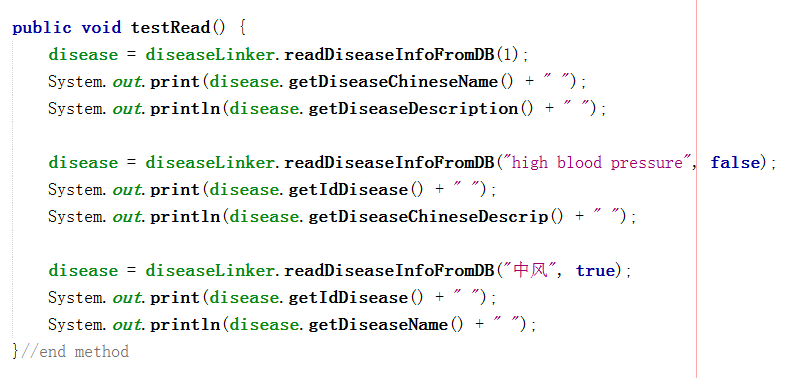 public void testRead() {
disease = diseaseLinker.readDiseaseInfoFromDB(1);
System.out.print(disease.getDiseaseChineseName() + " ");
System.out.println(disease.getDiseaseDescription() + " ");
disease = diseaseLinker.readDiseaseInfoFromDB("high blood pressure", false);
System.out.print(disease.getIdDisease() + " ");
System.out.println(disease.getDiseaseChineseDescrip() + " ");
disease = diseaseLinker.readDiseaseInfoFromDB("中风", true);
System.out.print(disease.getIdDisease() + " ");
System.out.println(disease.getDiseaseName() + " ");
}//end method